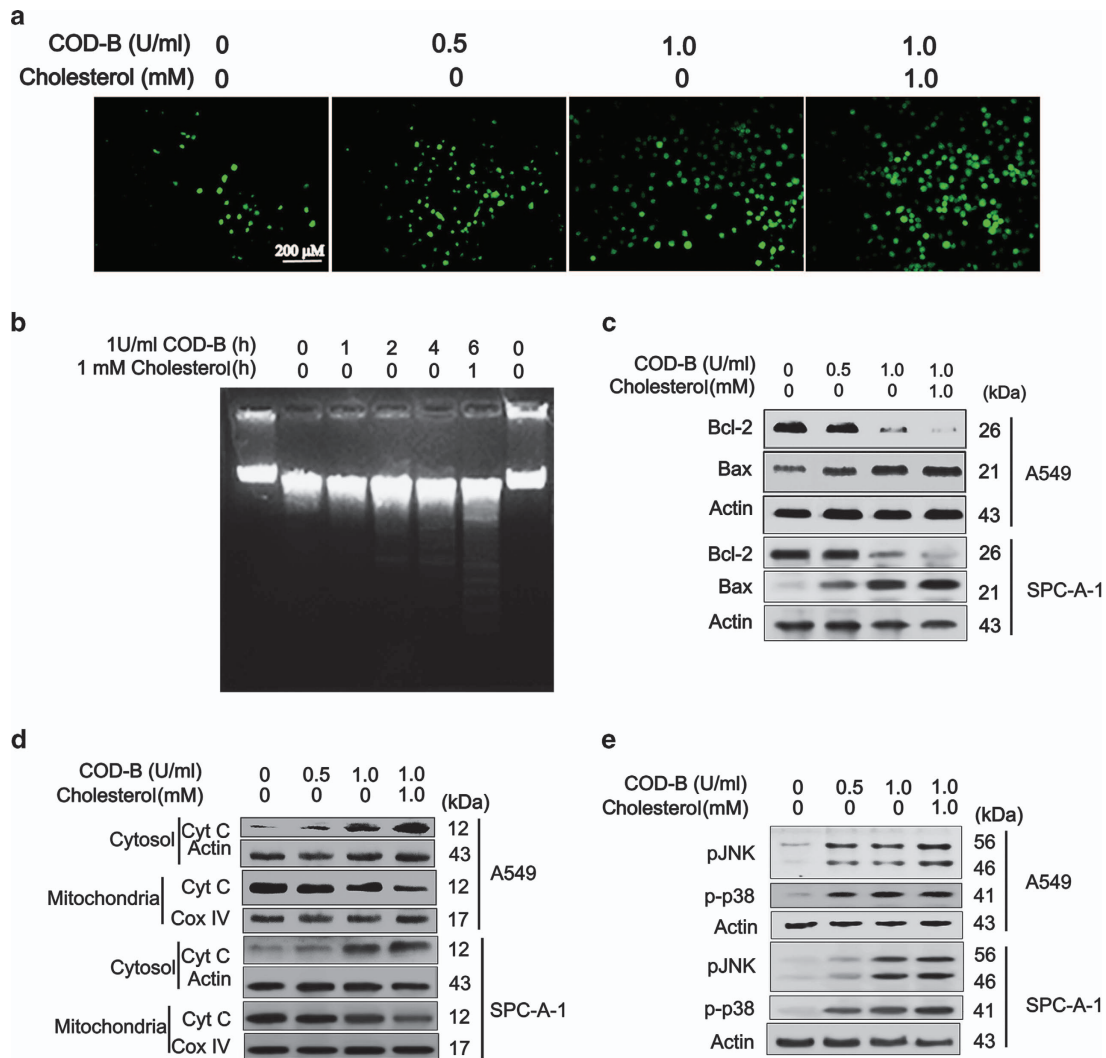 a
COD-B (U/ml) 0 0.5 1.0 1.0
Cholesterol (mM) 0 0 0 1.0
200 µM
b
1U/ml COD-B (h) 0 1 2 4 6 0
1 mM Cholesterol(h) 0 0 0 0 1 0
c
COD-B (U/ml) 0 0.5 1.0 1.0
Cholesterol(mM) 0 0 0 1.0 (kDa)
Bcl-2 26
Bax 21 A549
Actin 43
Bcl-2 26
Bax 21 SPC-A-1
Actin 43
d
COD-B (U/ml) 0 0.5 1.0 1.0
Cholesterol(mM) 0 0 0 1.0 (kDa)
Cytosol Cyt C 12
Actin 43
A549
Mitochondria Cyt C 12
Cox IV 17
Cytosol Cyt C 12
Actin 43
SPC-A-1
Mitochondria Cyt C 12
Cox IV 17
e
COD-B (U/ml) 0 0.5 1.0 1.0
Cholesterol(mM) 0 0 0 1.0
(kDa)
pJNK 56
46
A549
p-p38 41
Actin 43
pJNK 56
46
SPC-A-1
p-p38 41
Actin 43